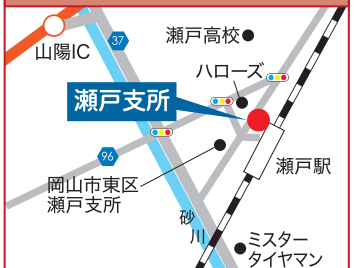 37
瀬戸高校
山陽IC
ハローズ
瀬戸支所
96
岡山市東区
瀬戸支所
瀬戸駅
砂
川
ミスター
タイヤマン